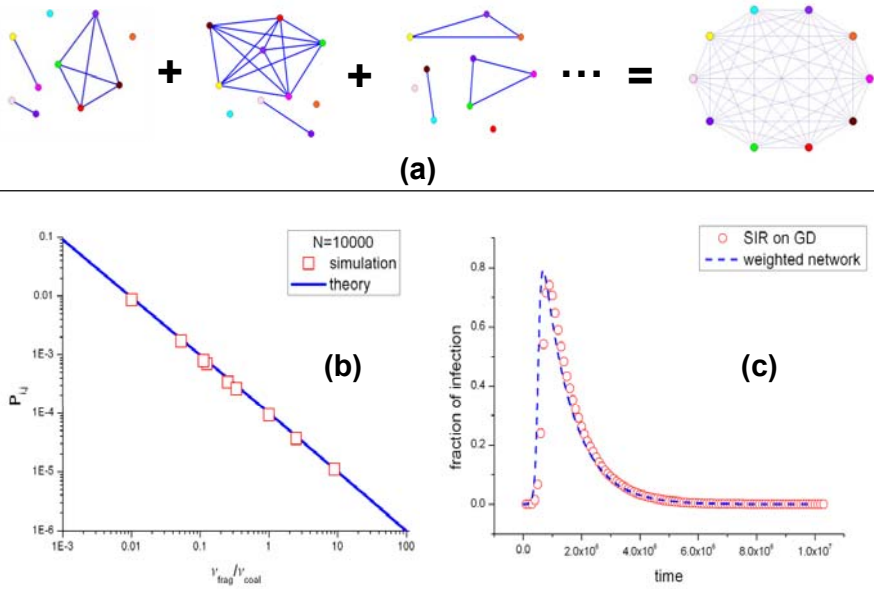 + + ... =
(a)
N=10000
simulation
theory
(b)
0.1
0.01
1E-3
1E-4
1E-5
1E-6
P_{i,j}
1E-3 0.01 0.1 1 10 100
ν_{frag}/ν_{coal}
SIR on GD
weighted network
(c)
0.8
0.6
0.4
0.2
0.0
fraction of infection
0.0 2.0x10⁶ 4.0x10⁶ 6.0x10⁶ 8.0x10⁶ 1.0x10⁷
time